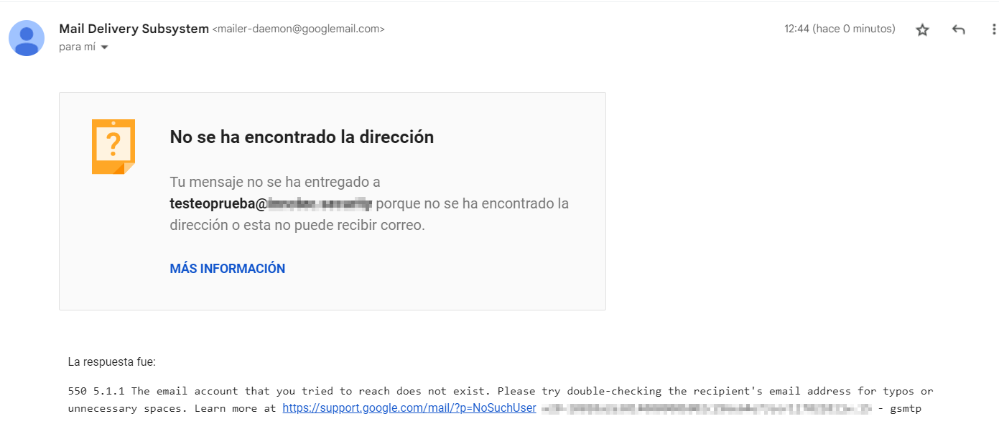 Mail Delivery Subsystem <mailer-daemon@googlemail.com>
12:44 (hace 0 minutos)
para mí
No se ha encontrado la dirección
Tu mensaje no se ha entregado a
testeoprueba@ porque no se ha encontrado la
dirección o esta no puede recibir correo.
MÁS INFORMACIÓN
La respuesta fue:
550 5.1.1 The email account that you tried to reach does not exist. Please try double-checking the recipient's email address for typos or
unnecessary spaces. Learn more at https://support.google.com/mail/?p=NoSuchUser - gsmtp